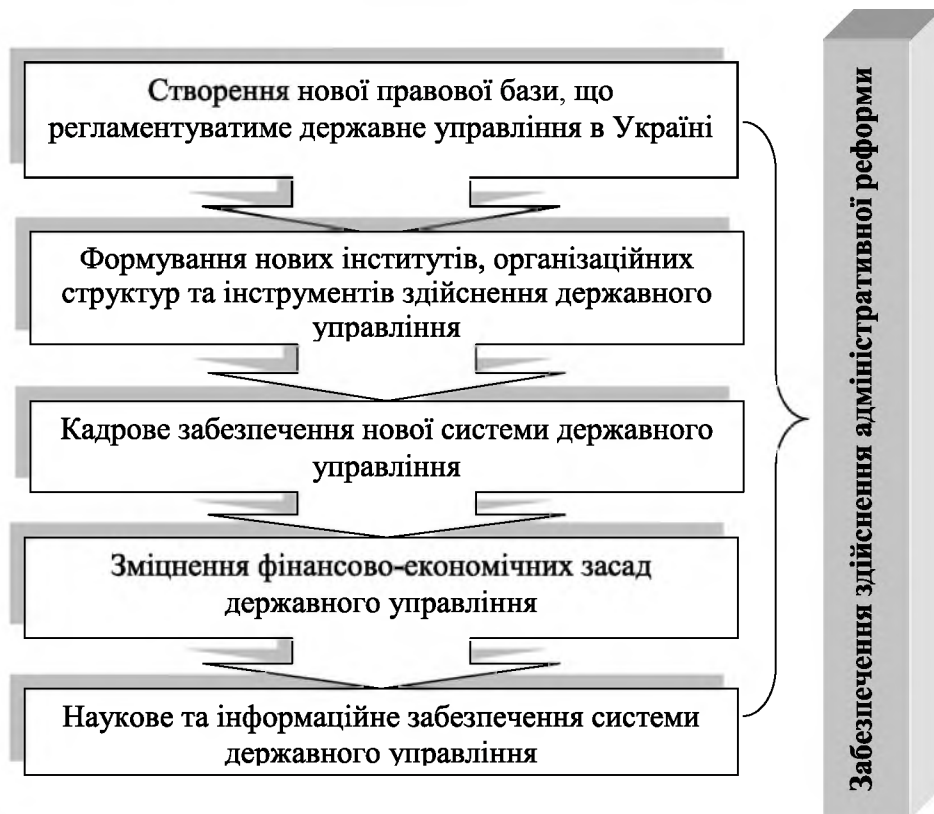 Створення нової правової бази, що
регламентуватиме державне управління в Україні
Формування нових інститутів, організаційних
структур та інструментів здійснення державного
управління
Кадрове забезпечення нової системи державного
управління
Зміцнення фінансово-економічних засад
державного управління
Наукове та інформаційне забезпечення системи
державного управління
Забезпечення здійснення адміністративної реформи